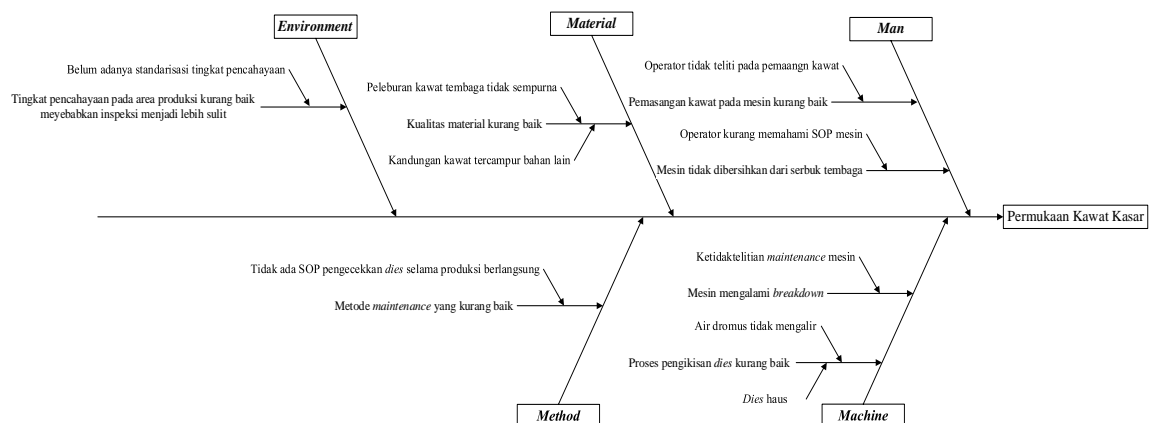 Environment
Material
Man
Belum adanya standarisasi tingkat pencahayaan
Tingkat pencahayaan pada area produksi kurang baik
meyebabkan inspeksi menjadi lebih sulit
Peleburan kawat tembaga tidak sempurna
Kualitas material kurang baik
Kandungan kawat tercampur bahan lain
Operator tidak teliti pada pemaangn kawat
Pemasangan kawat pada mesin kurang baik
Operator kurang memahami SOP mesin
Mesin tidak dibersihkan dari serbuk tembaga
Permukaan Kawat Kasar
Tidak ada SOP pengecekkan dies selama produksi berlangsung
Metode maintenance yang kurang baik
Ketidaktelitian maintenance mesin
Mesin mengalami breakdown
Air dromus tidak mengalir
Proses pengikisan dies kurang baik
Dies haus
Method
Machine